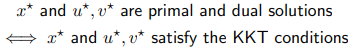 x⋆ and u⋆, v⋆ are primal and dual solutions
⟺ x⋆ and u⋆, v⋆ satisfy the KKT conditions